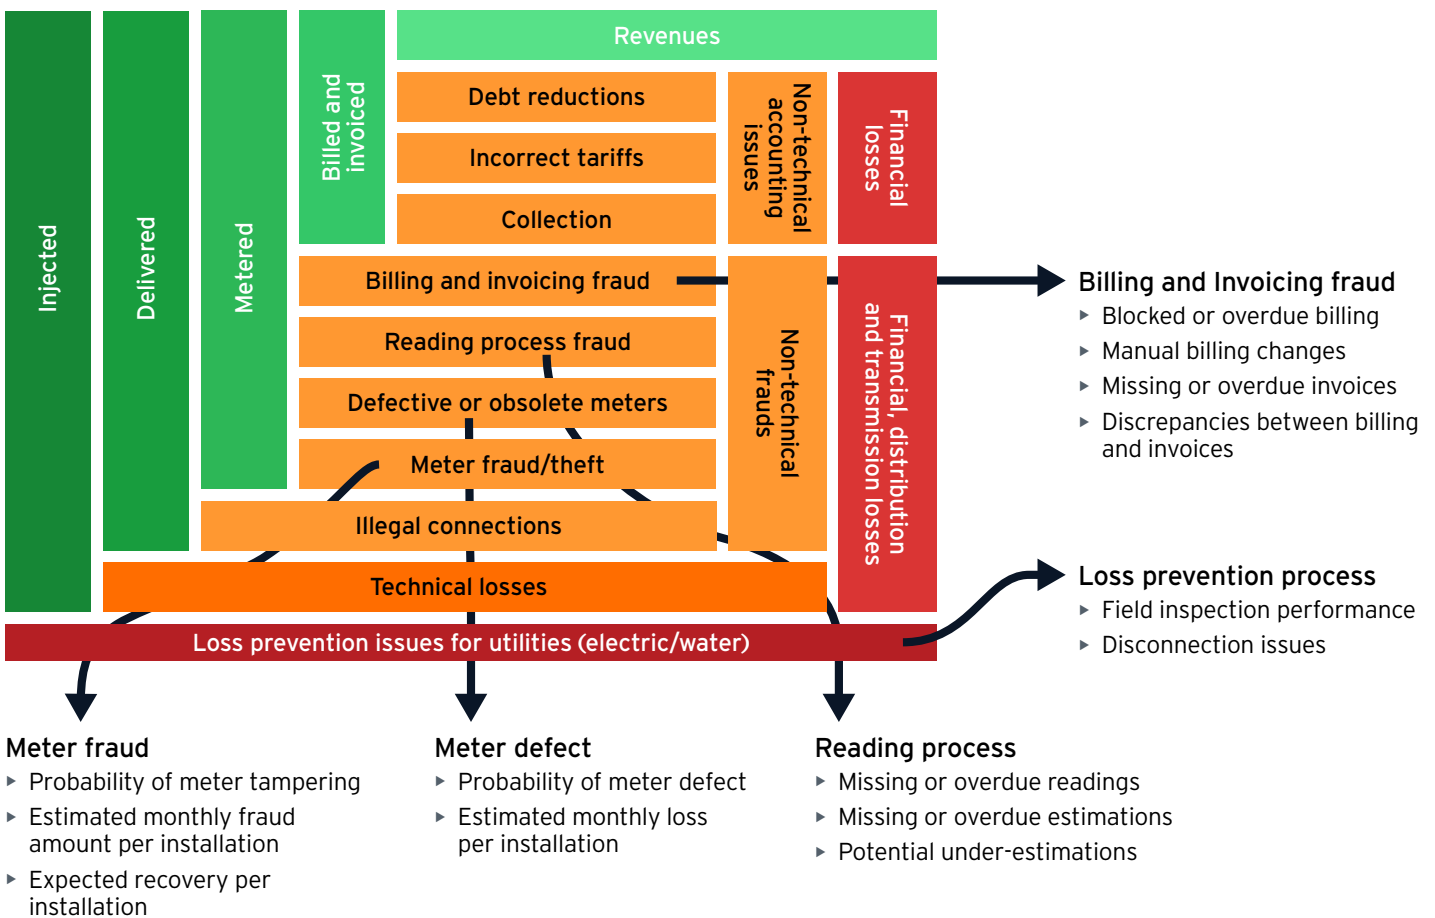 Injected
Delivered
Metered
Billed and
invoiced
Revenues
Debt reductions
Incorrect tariffs
Collection
Non-technical
accounting
issues
Financial
losses
Billing and invoicing fraud
Reading process fraud
Defective or obsolete meters
Meter fraud/theft
Illegal connections
Non-technical
frauds
Financial, distribution
and transmission losses
Technical losses
Loss prevention issues for utilities (electric/water)
Billing and Invoicing fraud
Blocked or overdue billing
Manual billing changes
Missing or overdue invoices
Discrepancies between billing
and invoices
Loss prevention process
Field inspection performance
Disconnection issues
Meter fraud
Probability of meter tampering
Estimated monthly fraud
amount per installation
Expected recovery per
installation
Meter defect
Probability of meter defect
Estimated monthly loss
per installation
Reading process
Missing or overdue readings
Missing or overdue estimations
Potential under-estimations